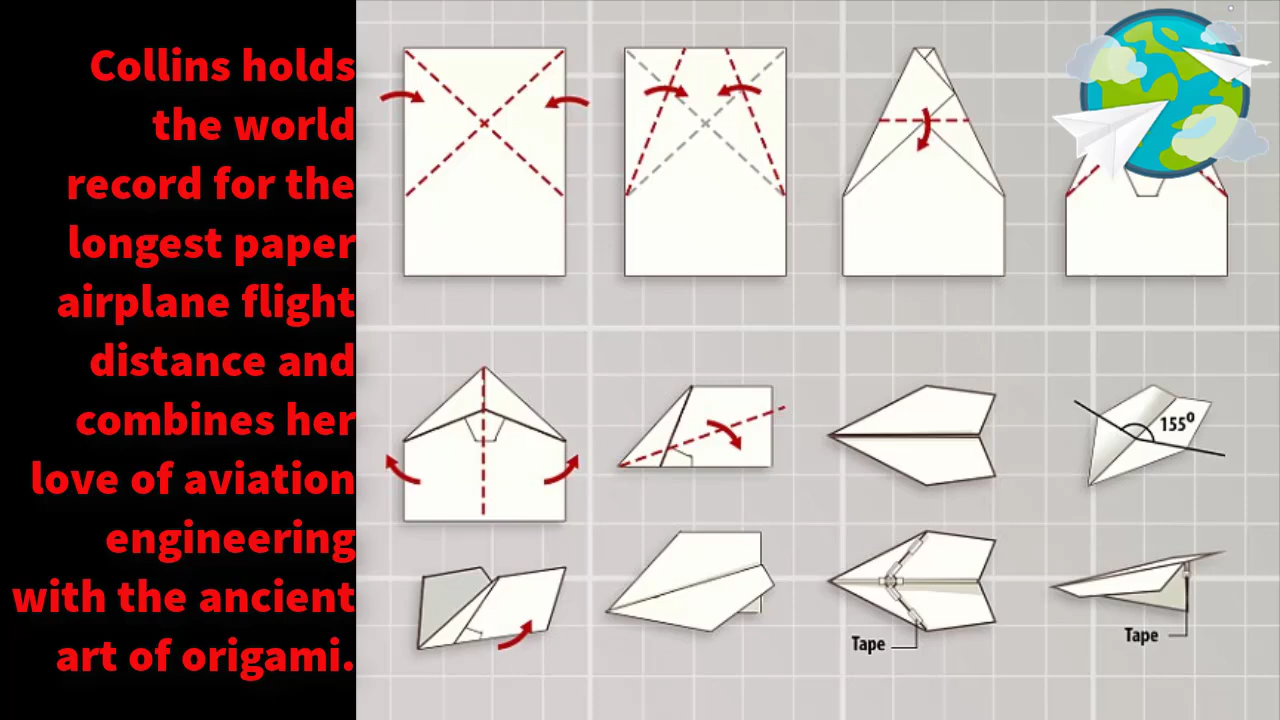 Collins holds
the world
record for the
longest paper
airplane flight
distance and
combines her
love of aviation
engineering
with the ancient
art of origami.
155º
Tape
Tape